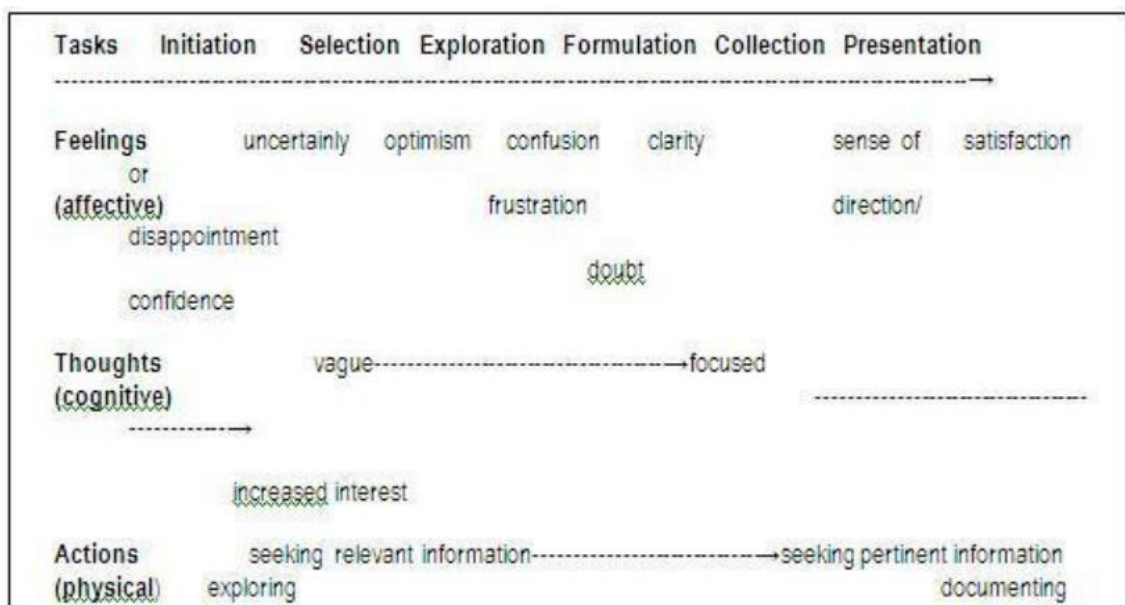 Tasks Initiation Selection Exploration Formulation Collection Presentation
Feelings uncertainly optimism confusion clarity sense of satisfaction
or
(affective) frustration direction/
disappointment
doubt
confidence
Thoughts vague focused
(cognitive)
increased interest
Actions seeking relevant information seeking pertinent information
(physical) exploring documenting